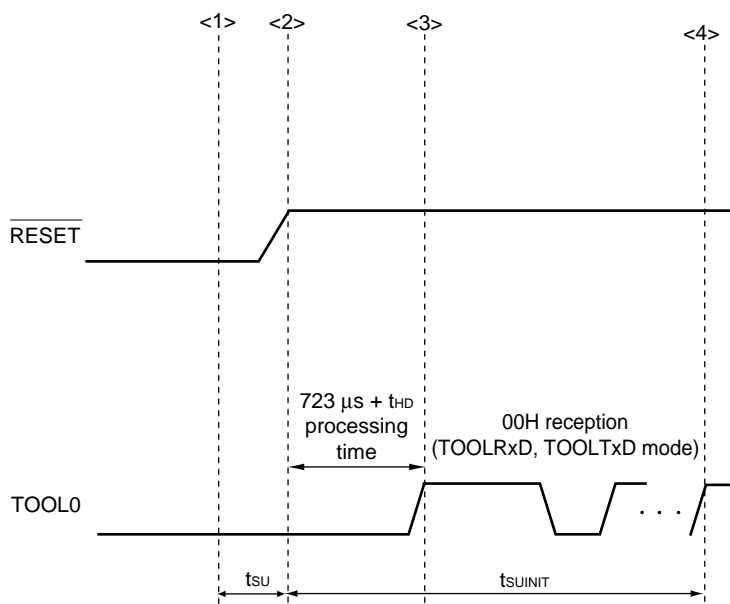 <1> <2> <3> <4>
RESET
723 μs + tHD
processing
time
00H reception
(TOOLRxD, TOOLTxD mode)
TOOL0
. . .
tSU tSUINIT